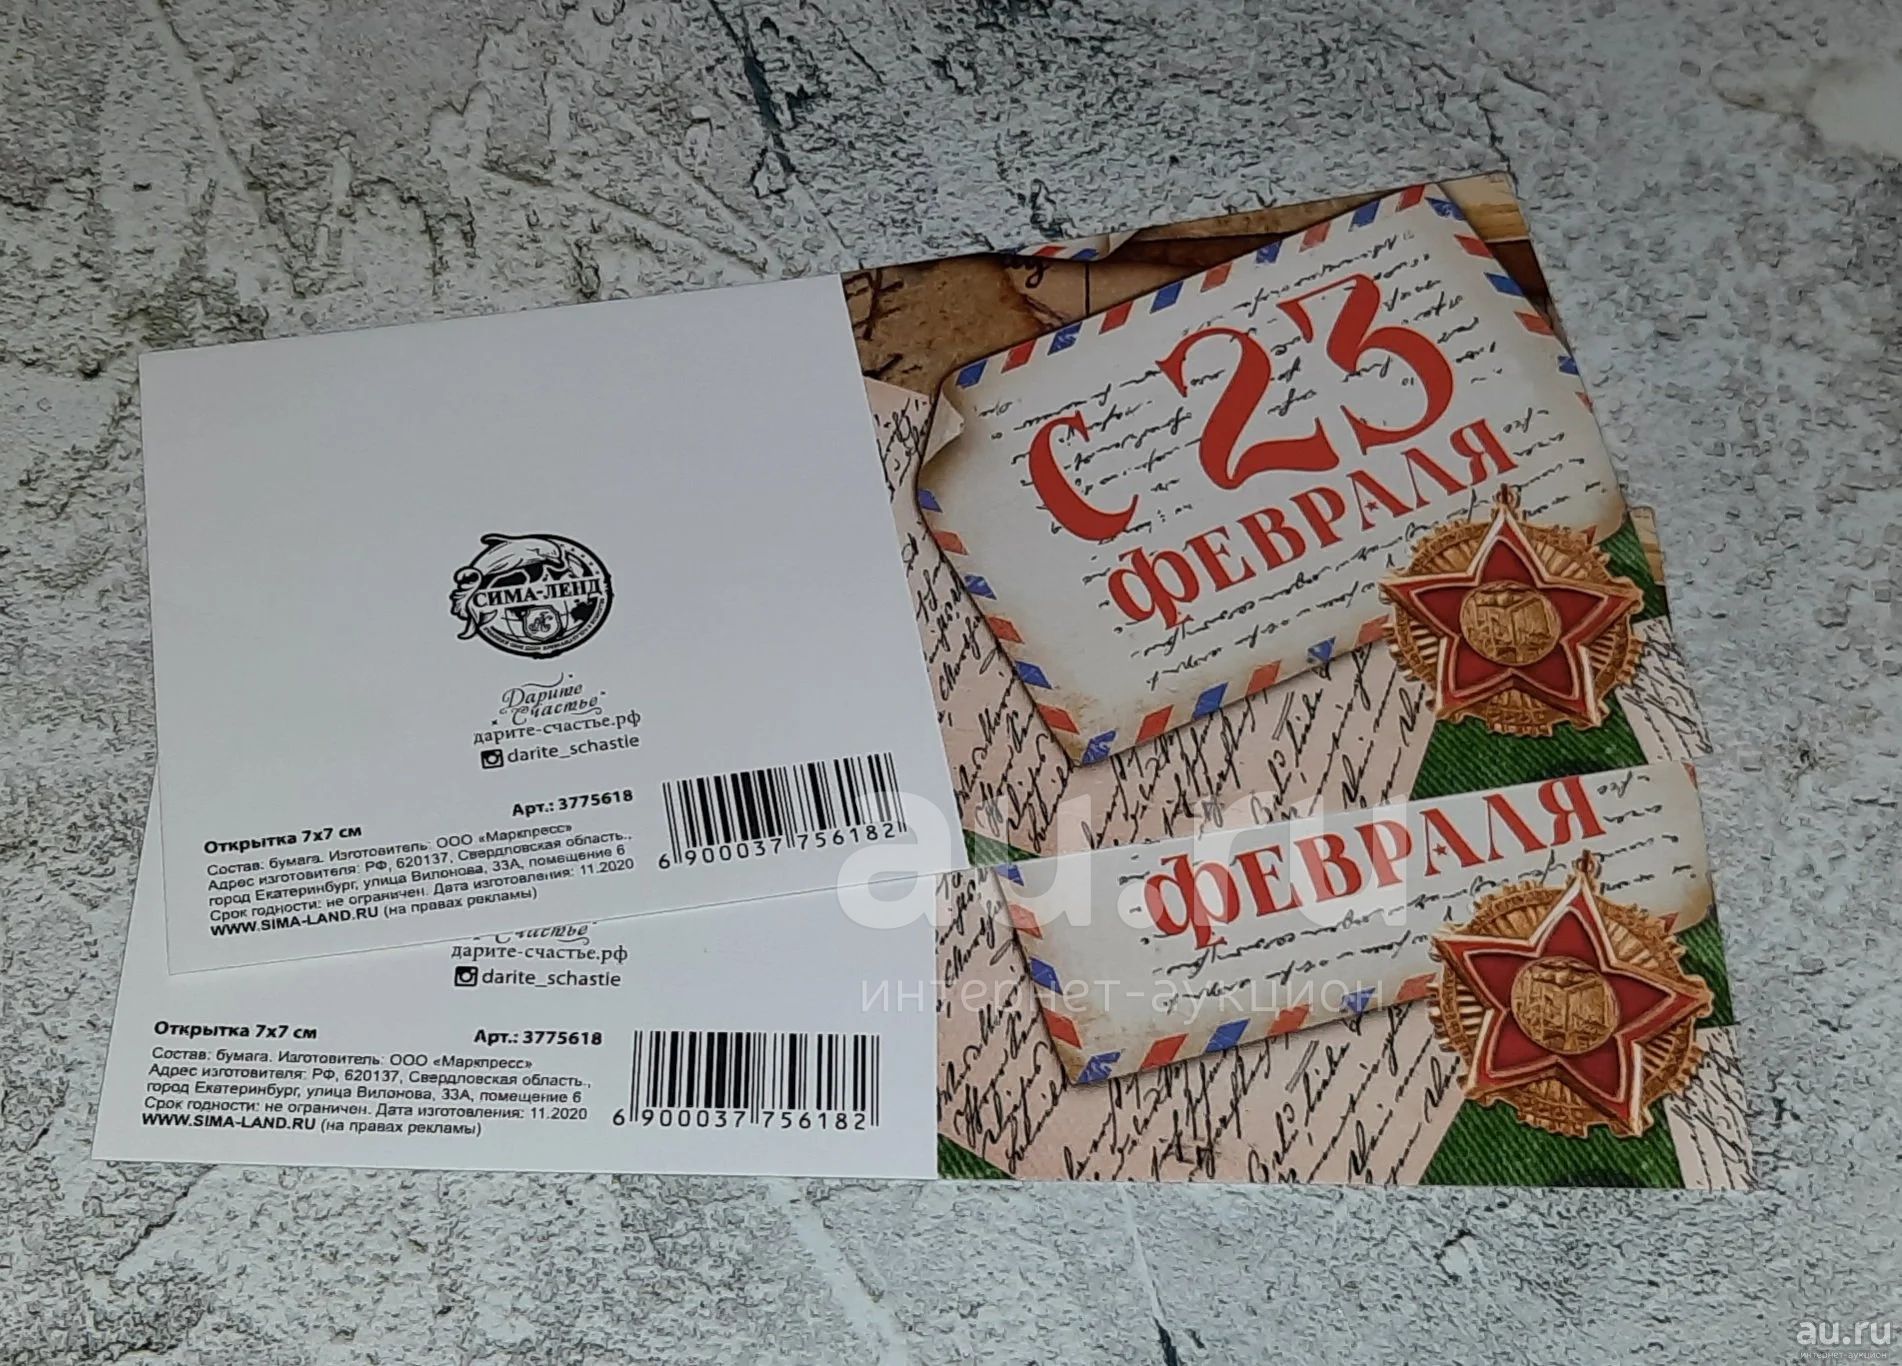 С 23
ФЕВРАЛЯ
СИМА-ЛЕНД
Дарите
Счастье
дарите-счастье.рф
darite_schastie
Арт.: 3775618
Открытка 7х7 см
Состав: бумага. Изготовитель: ООО «Маркпресс»
Адрес изготовителя: РФ, 620137, Свердловская область.,
город Екатеринбург, улица Вилонова, 33А, помещение 6
Срок годности: не ограничен. Дата изготовления: 11.2020
WWW.SIMA-LAND.RU (на правах рекламы)
6 900037 756182
ФЕВРАЛЯ
Счастье
дарите-счастье.рф
darite_schastie
Открытка 7х7 см
Арт.: 3775618
Состав: бумага. Изготовитель: ООО «Маркпресс»
Адрес изготовителя: РФ, 620137, Свердловская область.,
город Екатеринбург, улица Вилонова, 33А, помещение 6
Срок годности: не ограничен. Дата изготовления: 11.2020
WWW.SIMA-LAND.RU (на правах рекламы)
6 900037 756182
au.ru
интернет-аукцион
au.ru
интернет-аукцион